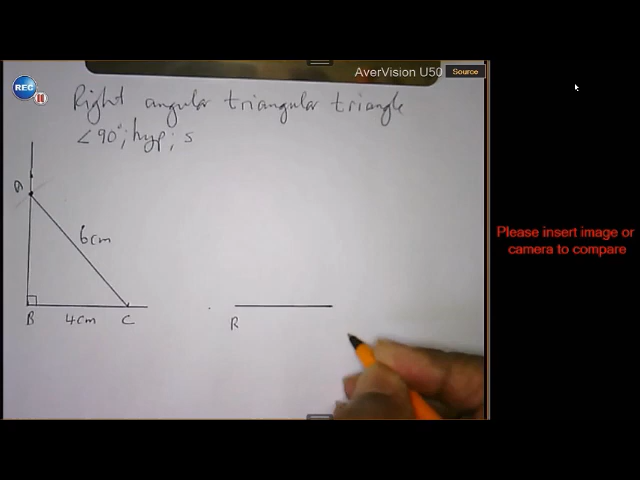 AverVision U50
Source
REC
Right angular triangular triangle
∠90°; hyp; s
A
6cm
B 4cm C
R
Please insert image or
camera to compare